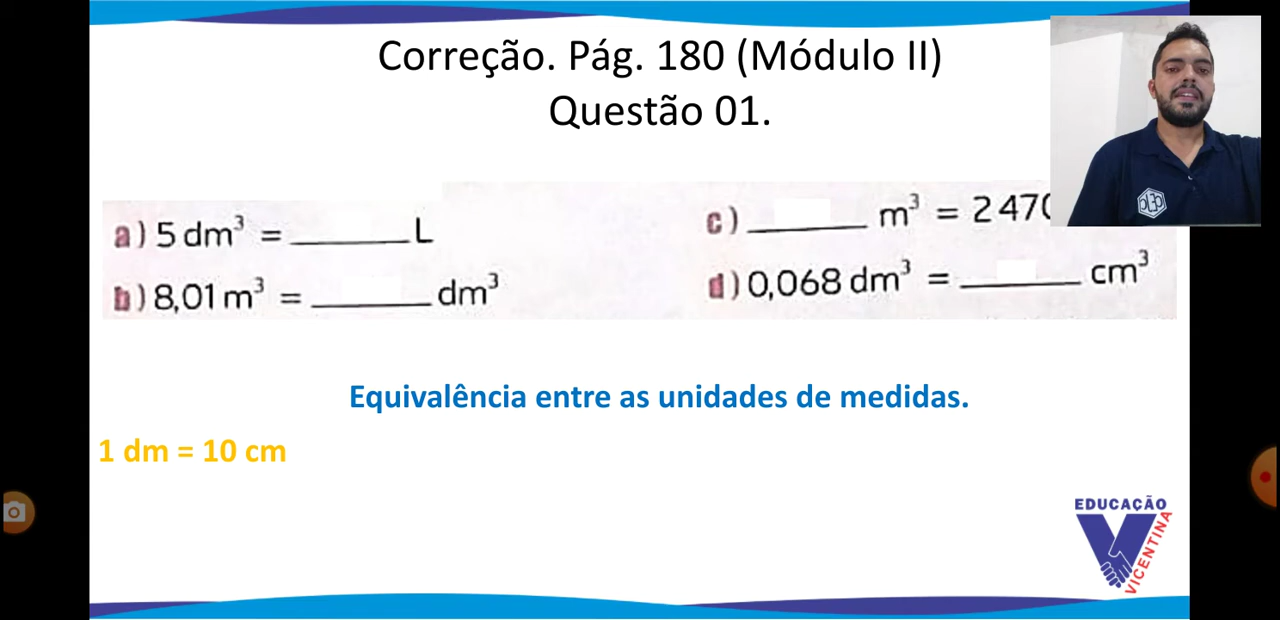 Correção. Pág. 180 (Módulo II)
Questão 01.
a) 5 dm³ = ______ L
b) 8,01 m³ = ______ dm³
c) ______ m³ = 2 470
d) 0,068 dm³ = ______ cm³
Equivalência entre as unidades de medidas.
1 dm = 10 cm
EDUCAÇÃO
VICENTINA